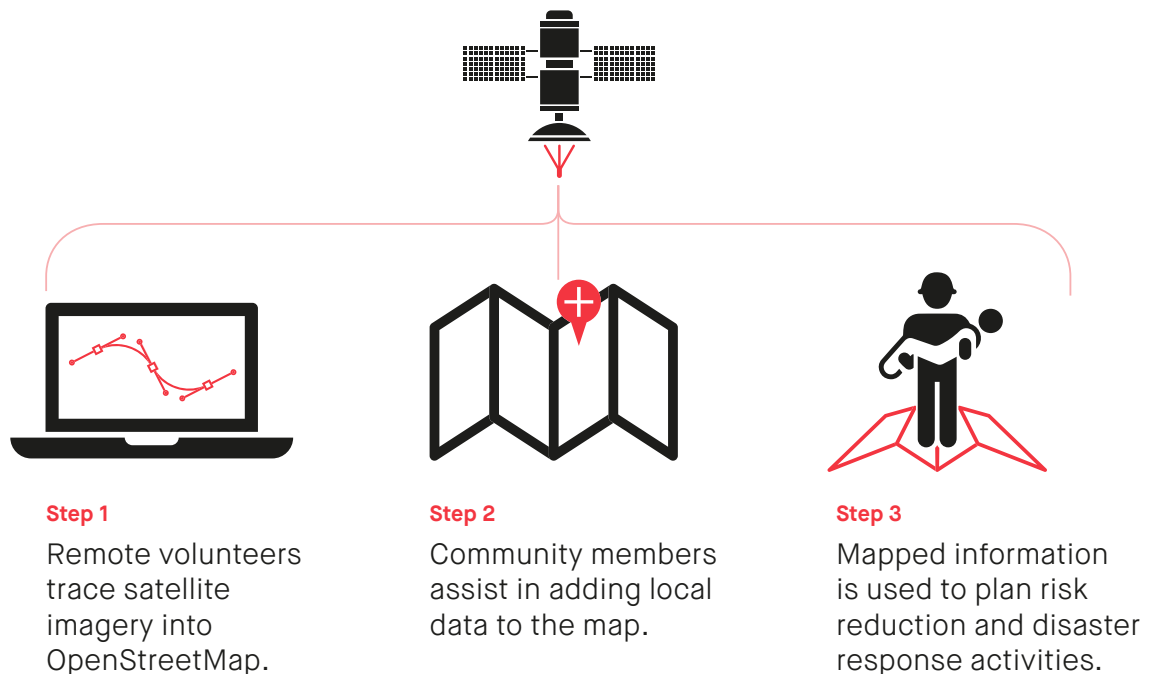 Step 1
Remote volunteers
trace satellite
imagery into
OpenStreetMap.
Step 2
Community members
assist in adding local
data to the map.
Step 3
Mapped information
is used to plan risk
reduction and disaster
response activities.